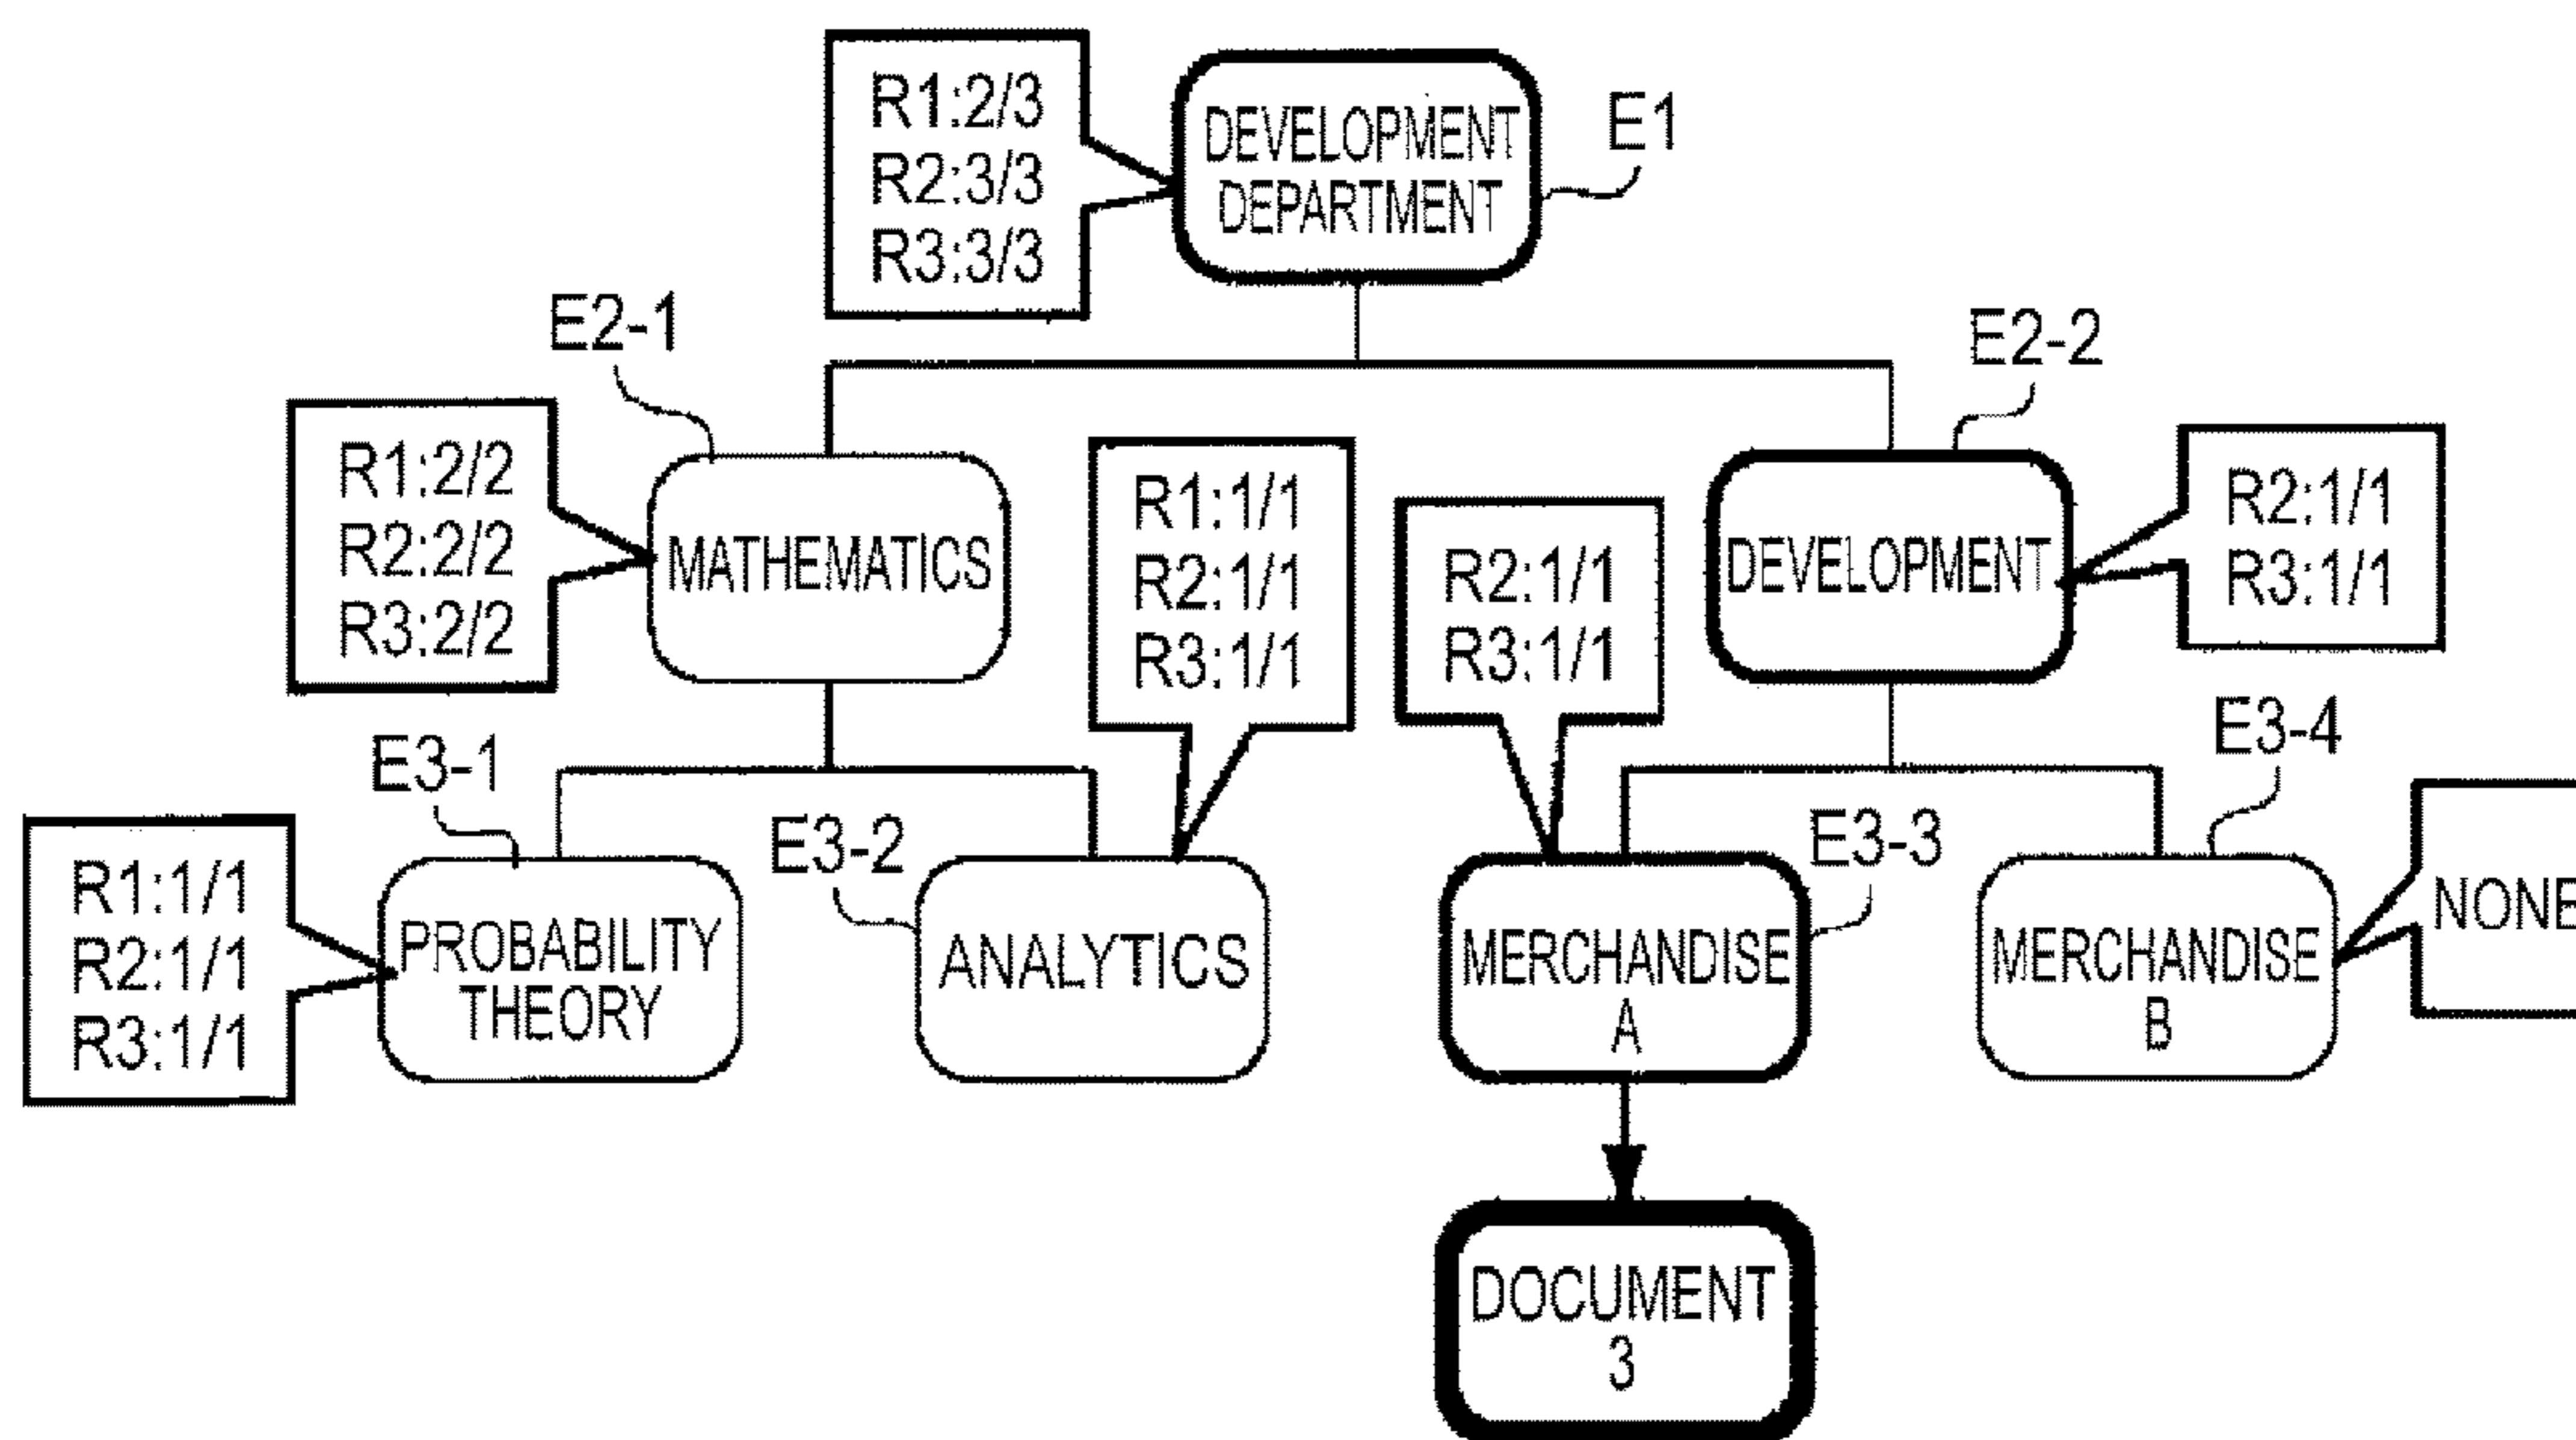 R1:2/3
R2:3/3
R3:3/3
DEVELOPMENT
DEPARTMENT
E1
E2-1
E2-2
R1:2/2
R2:2/2
R3:2/2
MATHEMATICS
R1:1/1
R2:1/1
R3:1/1
R2:1/1
R3:1/1
DEVELOPMENT
R2:1/1
R3:1/1
E3-1
E3-2
E3-3
E3-4
R1:1/1
R2:1/1
R3:1/1
PROBABILITY
THEORY
ANALYTICS
MERCHANDISE
A
MERCHANDISE
B
NONE
DOCUMENT
3